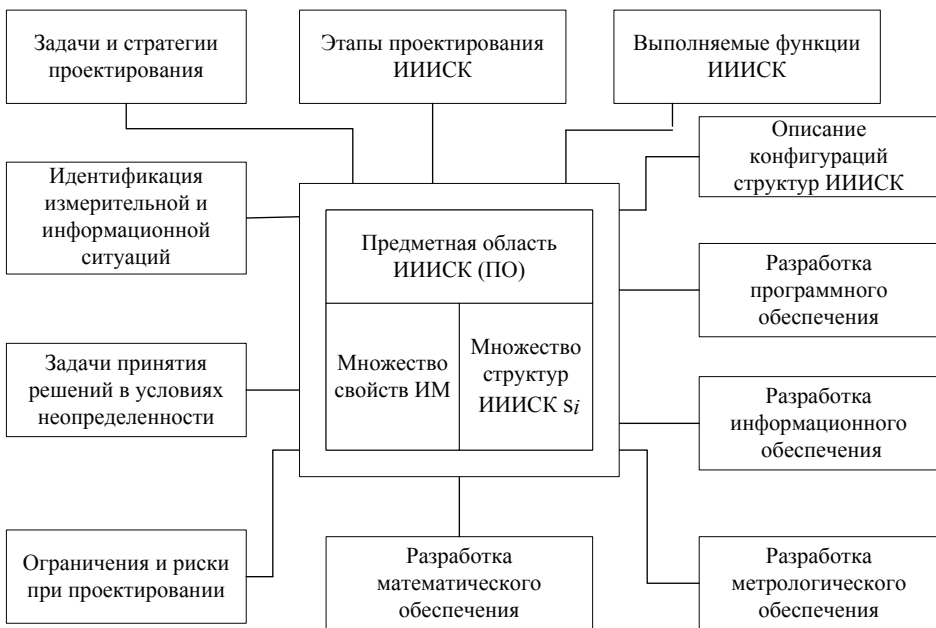 Задачи и стратегии
проектирования
Этапы проектирования
ИИИСК
Выполняемые функции
ИИИСК
Описание
конфигураций
структур ИИИСК
Идентификация
измерительной и
информационной
ситуаций
Предметная область
ИИИСК (ПО)
Разработка
программного
обеспечения
Задачи принятия
решений в условиях
неопределенности
Множество
свойств ИМ
Множество
структур
ИИИСК si
Разработка
информационного
обеспечения
Ограничения и риски
при проектировании
Разработка
математического
обеспечения
Разработка
метрологического
обеспечения